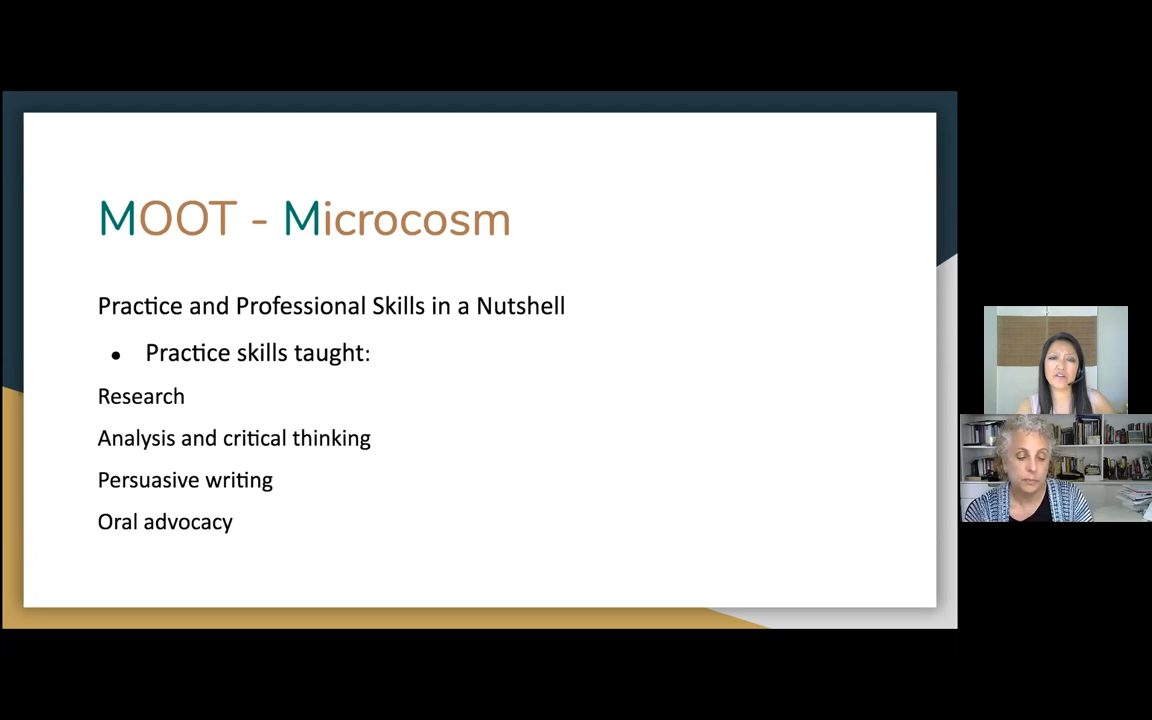 MOOT - Microcosm
Practice and Professional Skills in a Nutshell
● Practice skills taught:
Research
Analysis and critical thinking
Persuasive writing
Oral advocacy